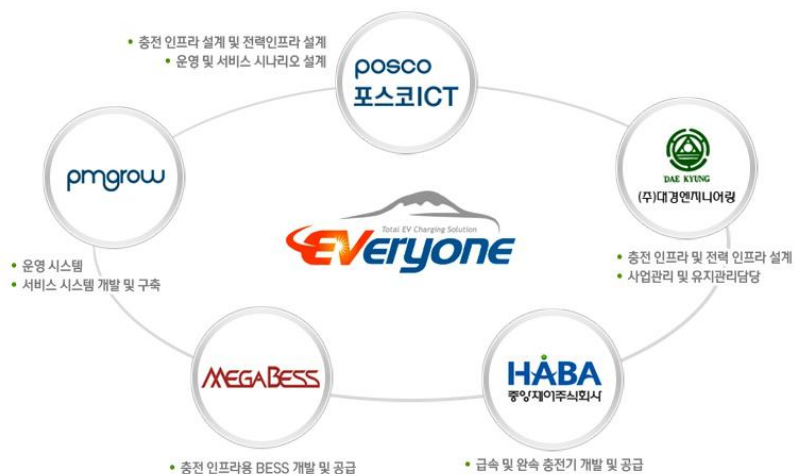 • 충전 인프라 설계 및 전력인프라 설계
• 운영 및 서비스 시나리오 설계
posco
포스코ICT
pmgrow
DAE KYUNG
(주)대경엔지니어링
Total EV Charging Solution
EVeryone
• 운영 시스템
• 서비스 시스템 개발 및 구축
• 충전 인프라 및 전력 인프라 설계
• 사업관리 및 유지관리담당
MEGABESS
HABA
중앙제어주식회사
• 충전 인프라용 BESS 개발 및 공급
• 급속 및 완속 충전기 개발 및 공급